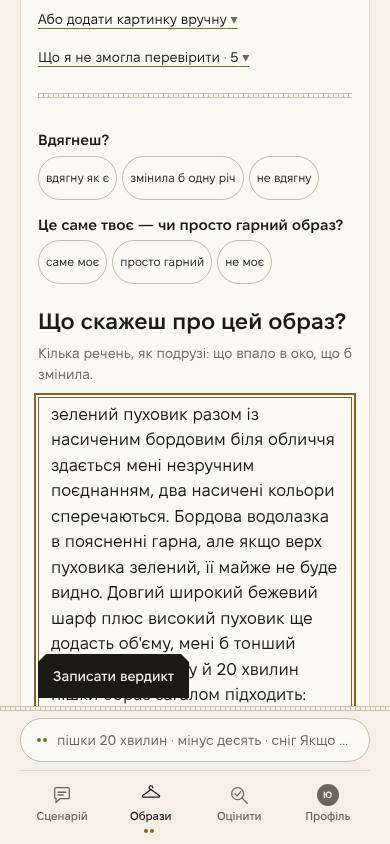 Або додати картинку вручну ▾
Що я не змогла перевірити · 5 ▾
Вдягнеш?
вдягну як є
змінила б одну річ
не вдягну
Це саме твоє — чи просто гарний образ?
саме моє
просто гарний
не моє
Що скажеш про цей образ?
Кілька речень, як подрузі: що впало в око, що б
змінила.
зелений пуховик разом із
насиченим бордовим біля обличчя
здається мені незручним
поєднанням, два насичені кольори
сперечаються. Бордова водолазка
в поясненні гарна, але якщо верх
пуховика зелений, її майже не буде
видно. Довгий широкий бежевий
шарф плюс високий пуховик ще
додасть об'єму, мені б тонший
й 20 хвилин
Записати вердикт
пішки образ загалом підходить:
пішки 20 хвилин · мінус десять · сніг Якщо ...
Сценарій
Образи
Оцінити
Ю
Профіль